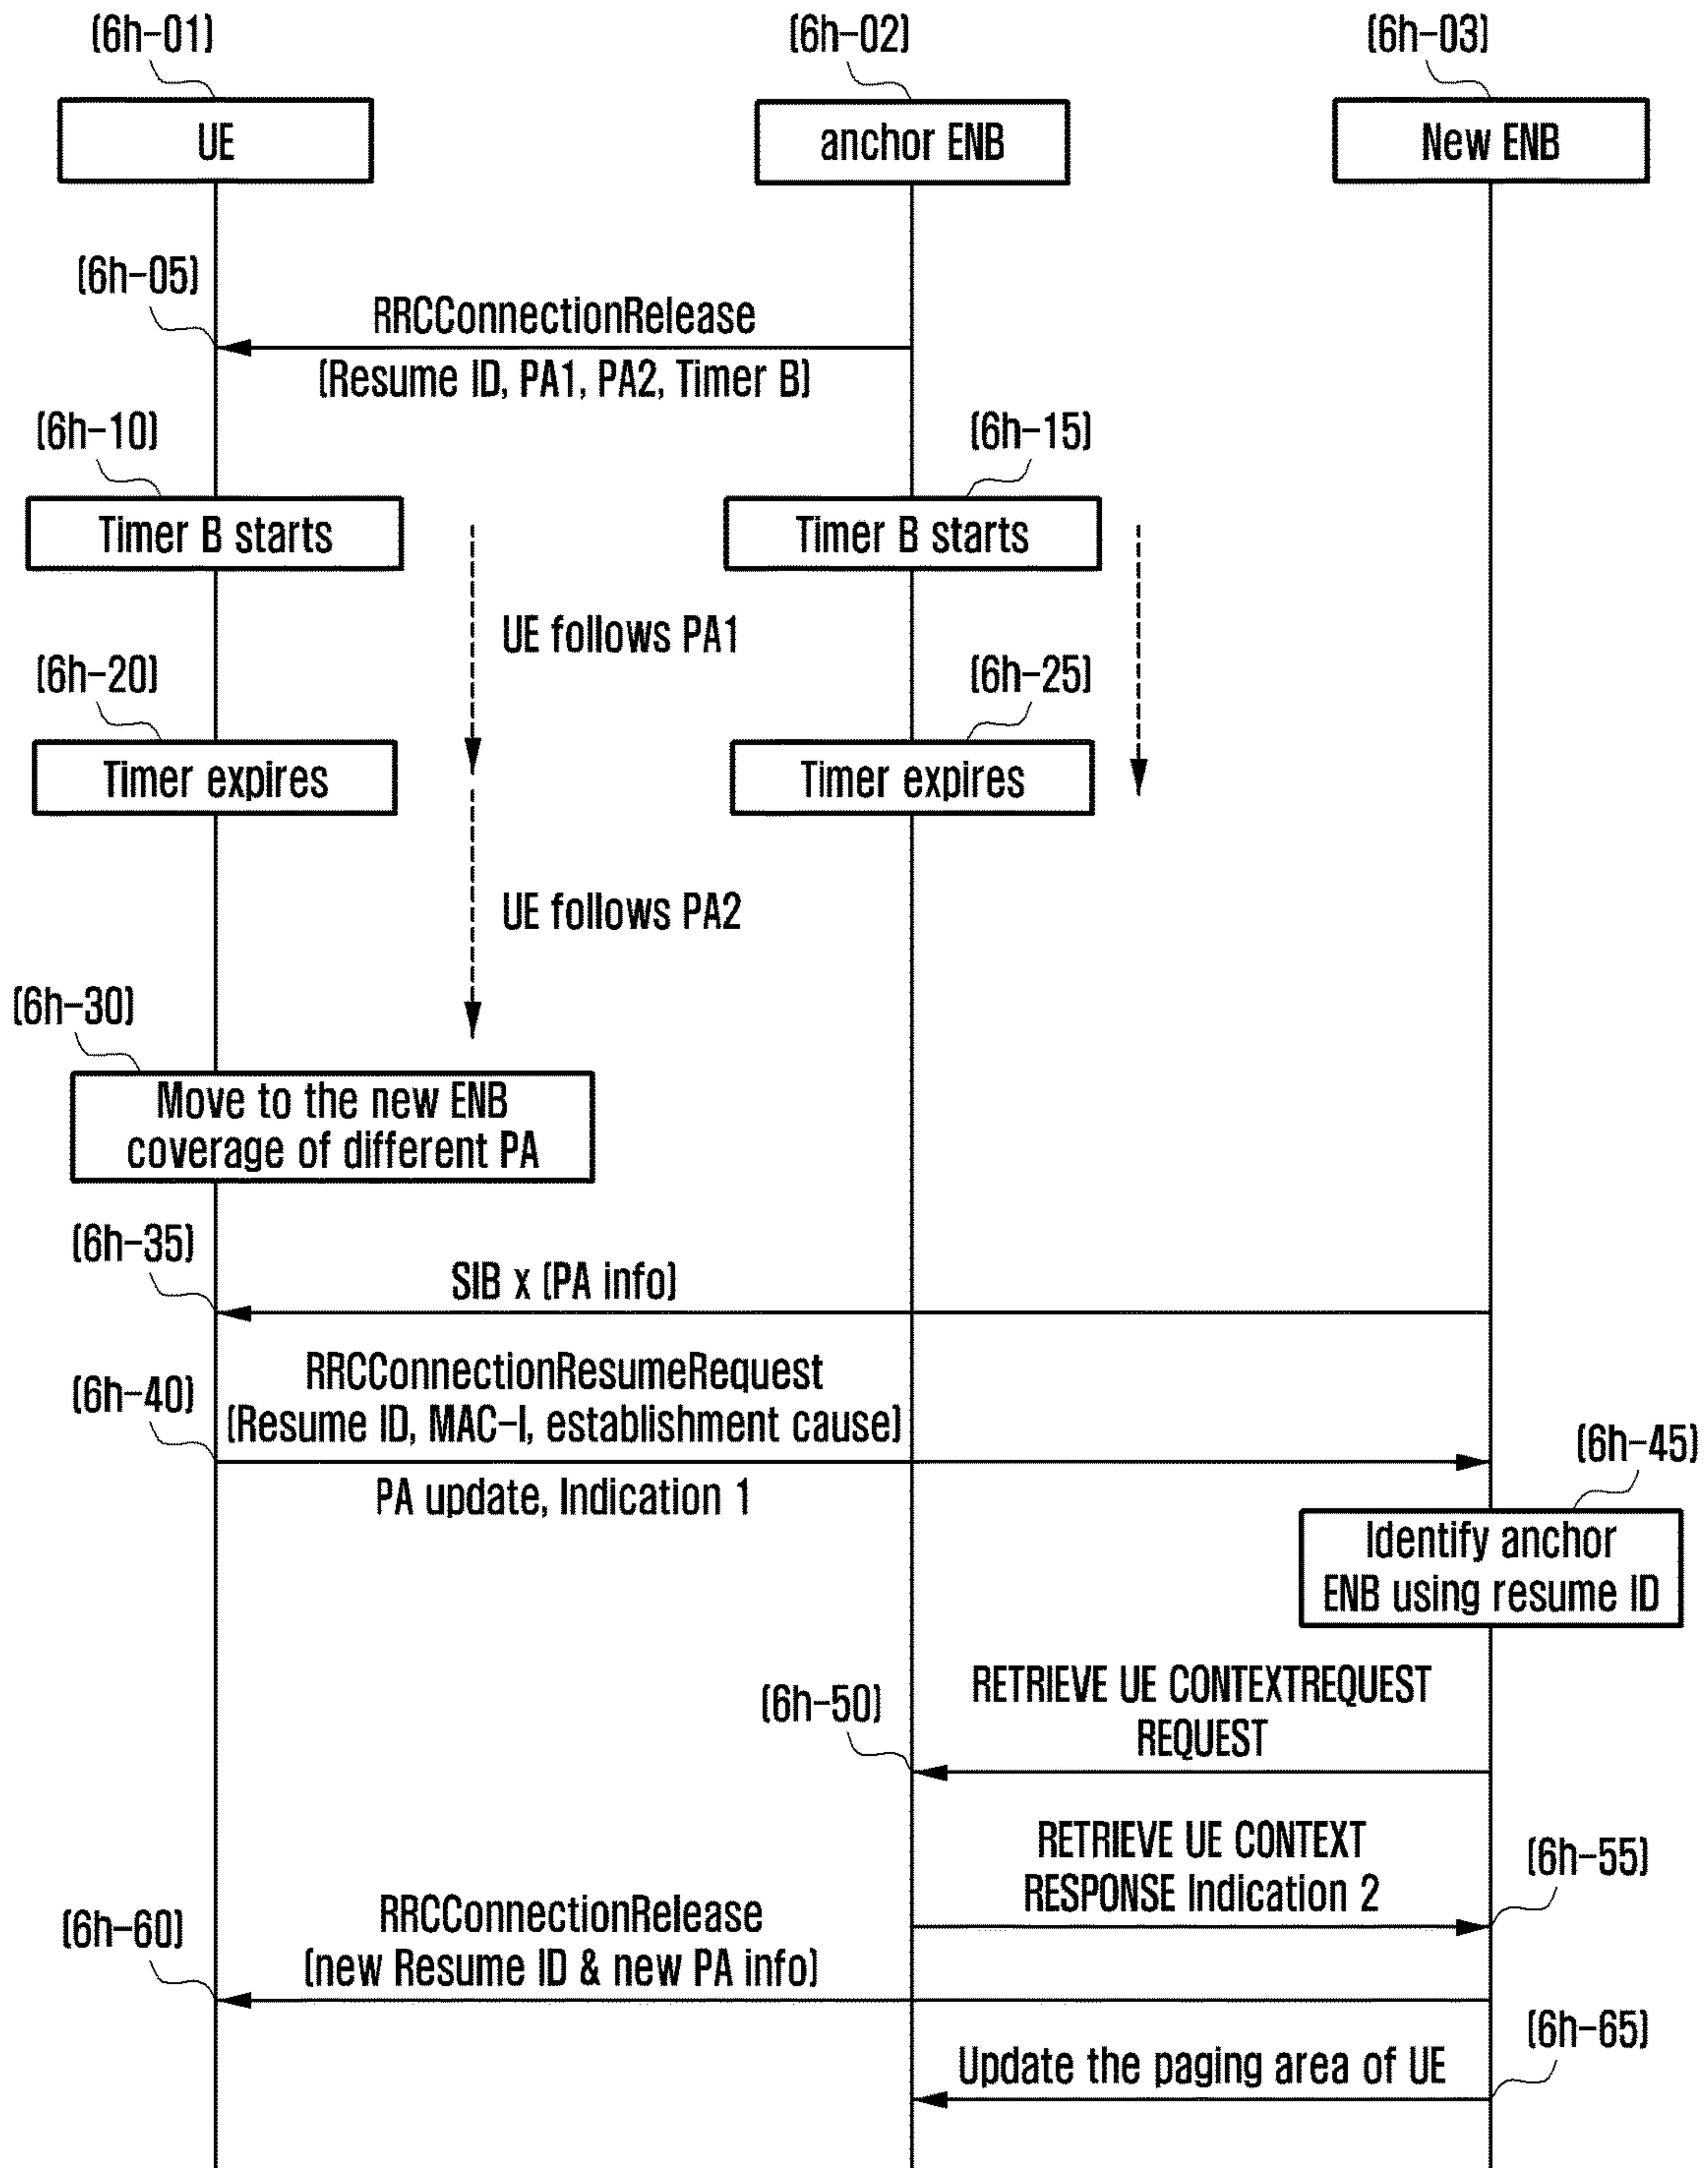 (6h-01)
(6h-02)
(6h-03)
UE
anchor ENB
New ENB
(6h-05)
RRCConnectionRelease
(Resume ID, PA1, PA2, Timer B)
(6h-10)
(6h-15)
Timer B starts
Timer B starts
UE follows PA1
(6h-20)
(6h-25)
Timer expires
Timer expires
UE follows PA2
(6h-30)
Move to the new ENB
coverage of different PA
(6h-35)
SIB x (PA info)
RRCConnectionResumeRequest
(6h-40)
(Resume ID, MAC-I, establishment cause)
PA update, Indication 1
(6h-45)
Identify anchor
ENB using resume ID
RETRIEVE UE CONTEXTREQUEST
REQUEST
(6h-50)
RETRIEVE UE CONTEXT
RESPONSE Indication 2
(6h-55)
RRCConnectionRelease
(new Resume ID & new PA info)
(6h-60)
Update the paging area of UE
(6h-65)